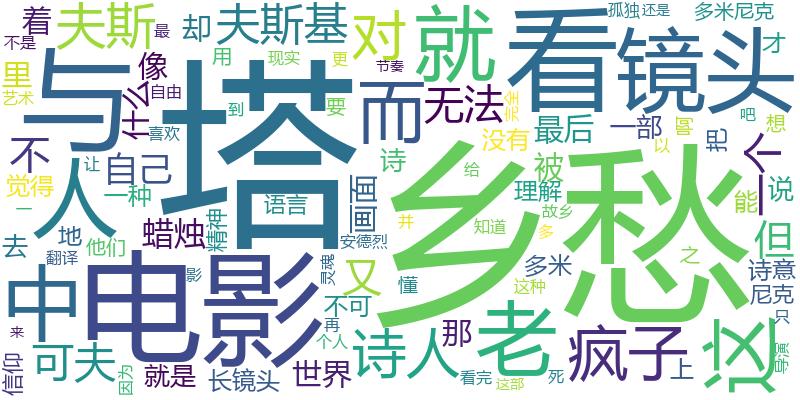 着
夫斯
却
夫斯基
对
就
看
孤独
还是
多米尼克
不是
最
用
现实
更
节奏
镜头
才
里
像
与
塔
而
无法
完全
吧
艺术
自由
什么
到
要
没有
最后
一部
啊
把
想
不
人
自己
喜欢
诗
被
一个
以
觉得
让
一种
语言
画面
给
理解
能
说
一
蜡烛
精神
乡愁
故乡
但
去
地
他们
安德烈
并
知道
多
之
诗意
翻译
中
电影
影
灵魂
又
懂
多米
这种
尼克
只
不可
那
老
疯子
这
来
可夫
再
诗人
信仰
因为
就是
长镜头
世界
个人
看完
这部
死
上
导演